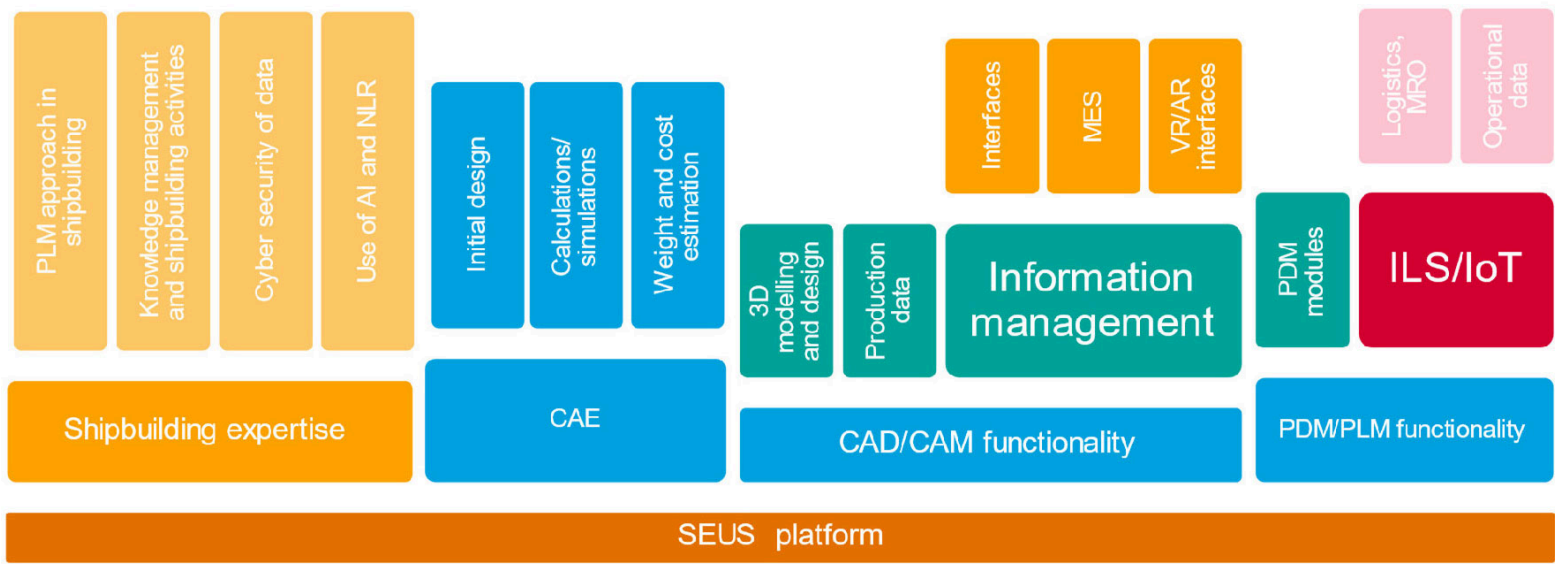 PLM approach in
shipbuilding
Knowledge management
and shipbuilding activities
Cyber security of data
Use of AI and NLR
Shipbuilding expertise
Initial design
Calculations/
simulations
Weight and cost
estimation
CAE
3D
modelling
and design
Production
data
Interfaces
MES
VR/AR
interfaces
Information
management
CAD/CAM functionality
PDM
modules
Logistics,
MRO
Operational
data
ILS/IoT
PDM/PLM functionality
SEUS platform